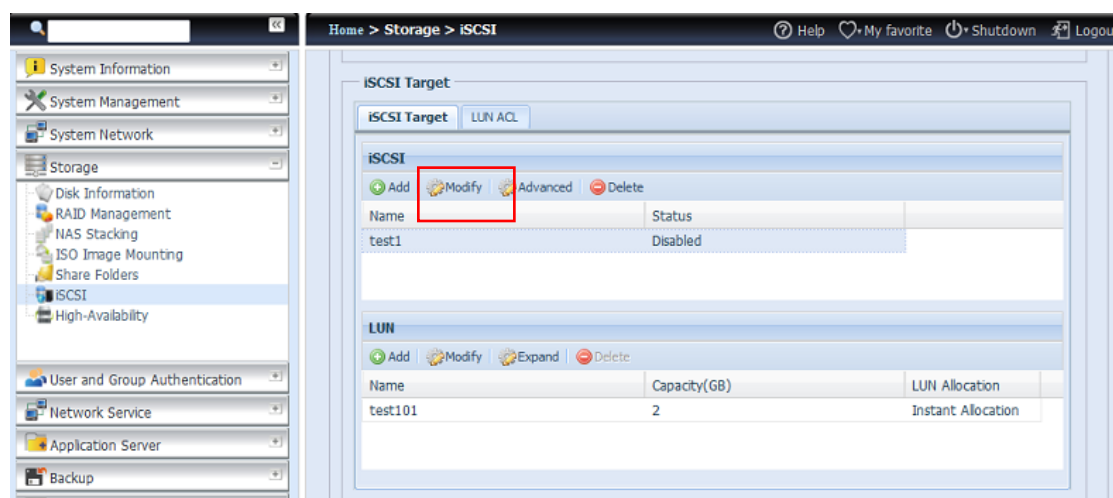 Home > Storage > iSCSI
Help My favorite Shutdown Logou
System Information
System Management
System Network
Storage
Disk Information
RAID Management
NAS Stacking
ISO Image Mounting
Share Folders
iSCSI
High-Availability
User and Group Authentication
Network Service
Application Server
Backup
iSCSI Target
iSCSI Target LUN ACL
iSCSI
Add Modify Advanced Delete
Name Status
test1 Disabled
LUN
Add Modify Expand Delete
Name Capacity(GB) LUN Allocation
test101 2 Instant Allocation